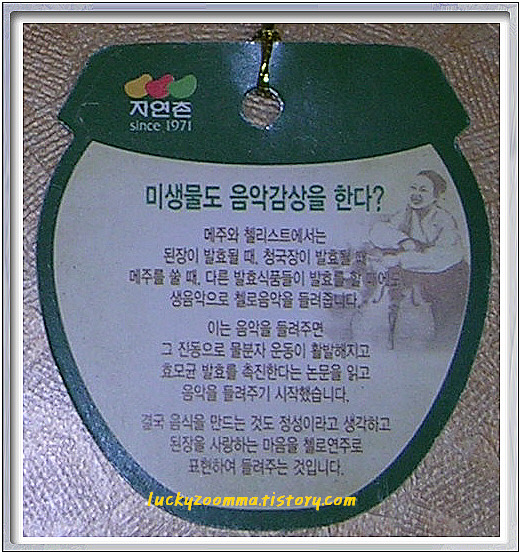 자연촌
since 1971
미생물도 음악감상을 한다?
메주와 첼리스트에서는
된장이 발효될 때, 청국장이 발효될 때
메주를 쑬 때, 다른 발효식품들이 발효를 할 때에도
생음악으로 첼로음악을 들려줍니다.
이는 음악을 들려주면
그 진동으로 물분자 운동이 활발해지고
효모균 발효를 촉진한다는 논문을 읽고
음악을 들려주기 시작했습니다.
결국 음식을 만드는 것도 정성이라고 생각하고
된장을 사랑하는 마음을 첼로연주로
표현하여 들려주는 것입니다.
luckyzoommatistory.com